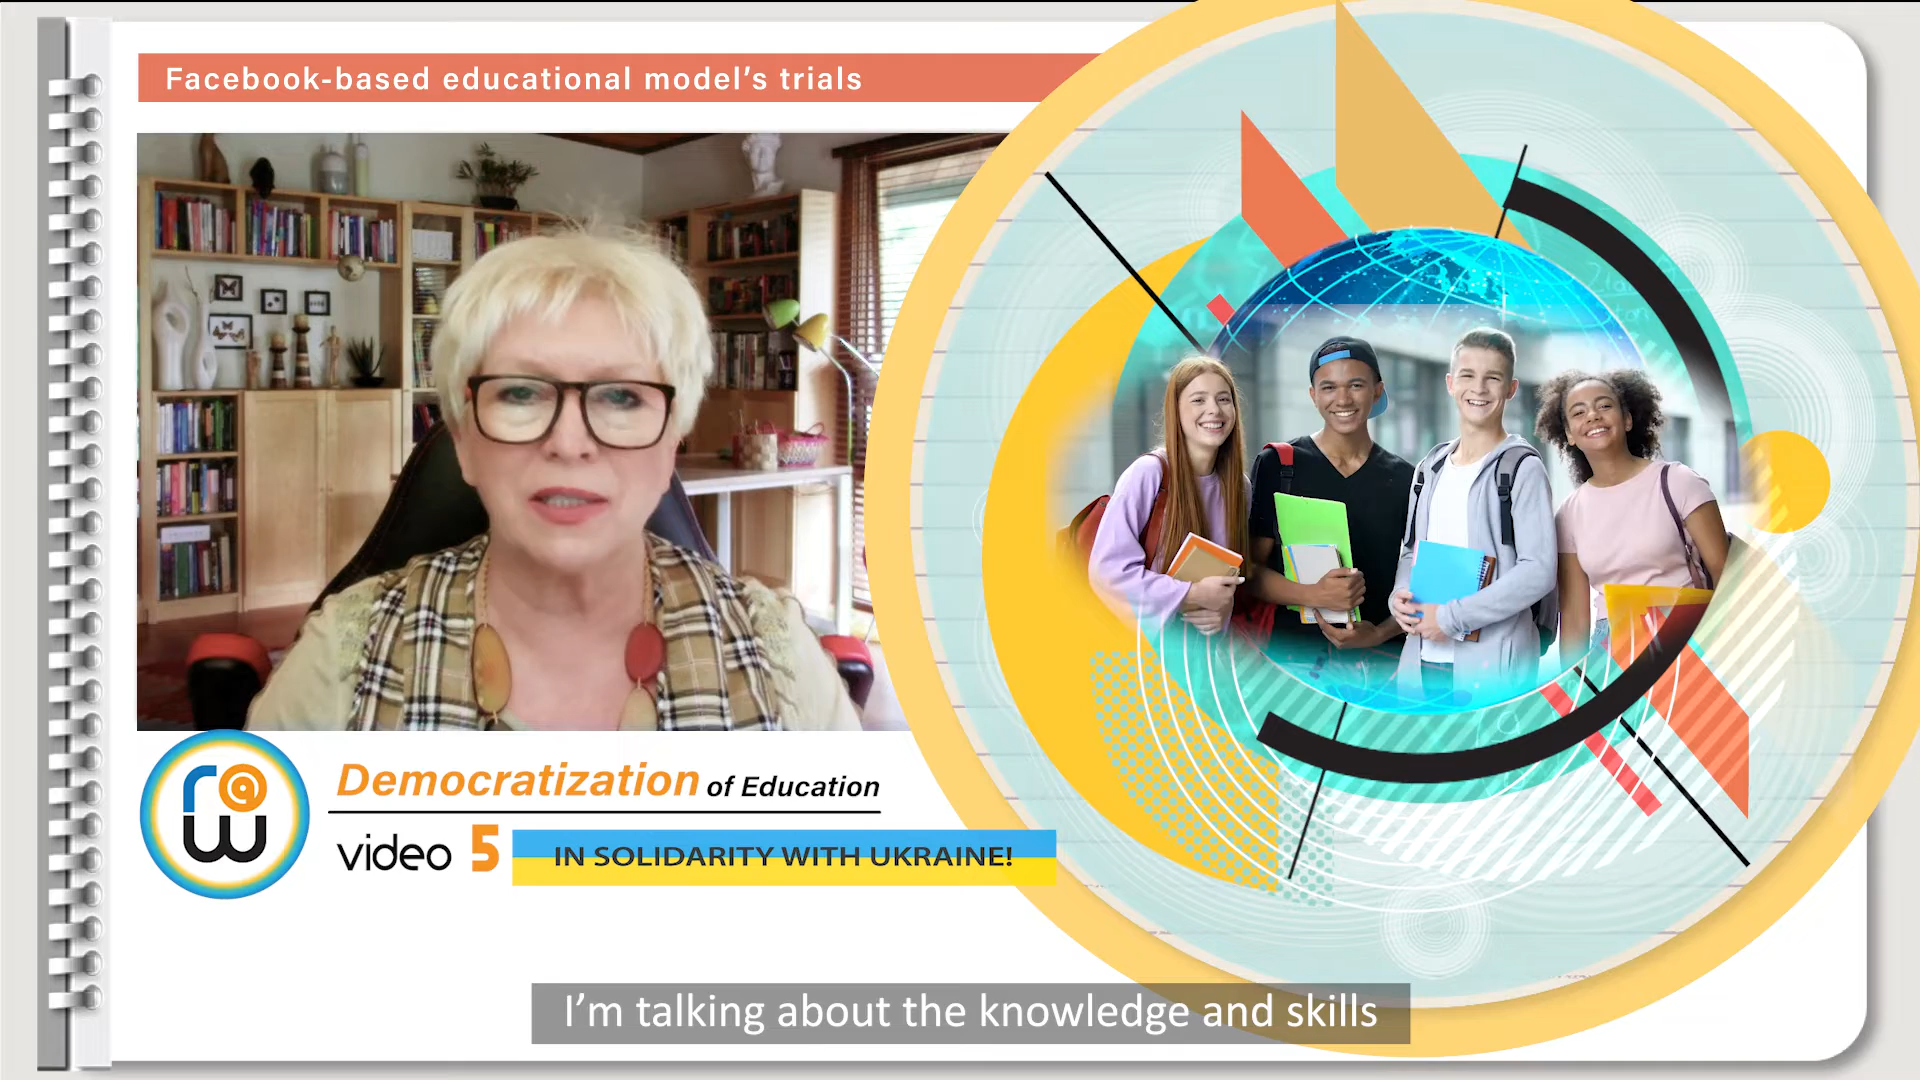 Facebook-based educational model’s trials
r@w
Democratization of Education
video 5
IN SOLIDARITY WITH UKRAINE!
I’m talking about the knowledge and skills